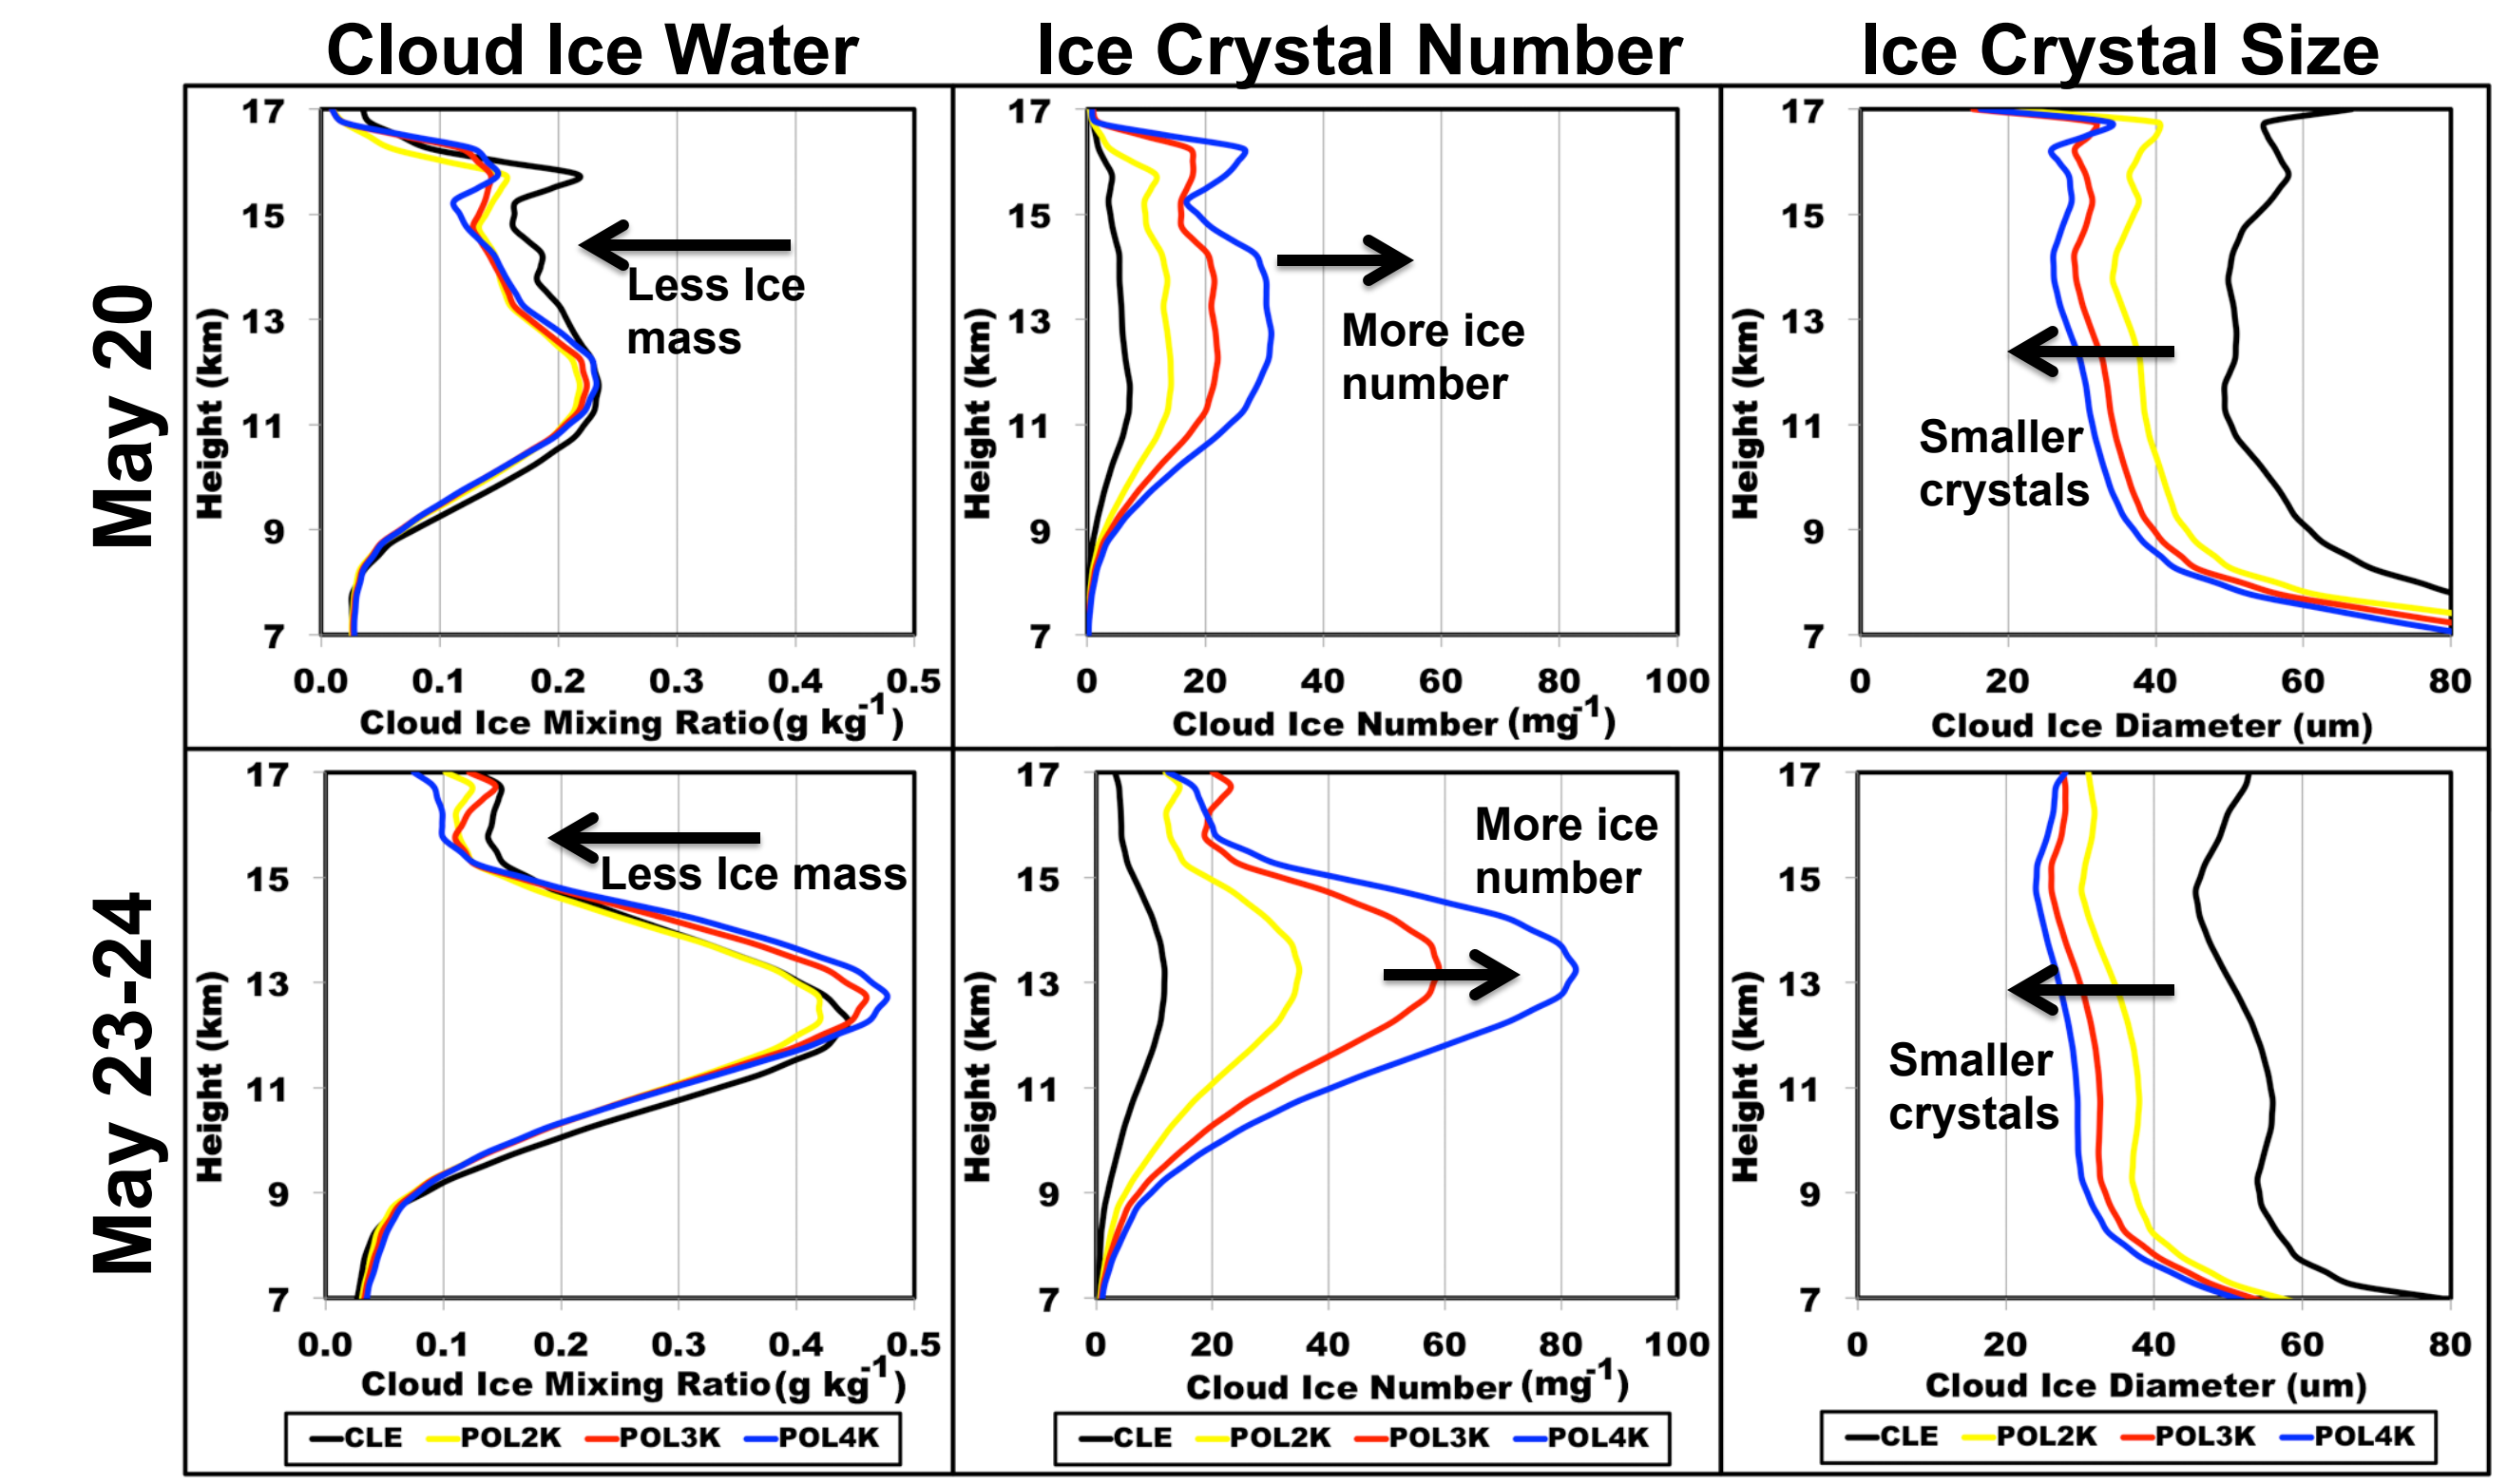 Cloud Ice Water
Ice Crystal Number
Ice Crystal Size
May 20
Height (km)
17
15
13
11
9
7
Less Ice
mass
0.0 0.1 0.2 0.3 0.4 0.5
Cloud Ice Mixing Ratio(g kg-1)
Height (km)
17
15
13
11
9
7
More ice
number
0 20 40 60 80 100
Cloud Ice Number (mg-1)
Height (km)
17
15
13
11
9
7
Smaller
crystals
0 20 40 60 80
Cloud Ice Diameter (um)
May 23-24
Height (km)
17
15
13
11
9
7
Less Ice mass
0.0 0.1 0.2 0.3 0.4 0.5
Cloud Ice Mixing Ratio(g kg-1)
CLE POL2K POL3K POL4K
Height (km)
17
15
13
11
9
7
More ice
number
0 20 40 60 80 100
Cloud Ice Number (mg-1)
CLE POL2K POL3K POL4K
Height (km)
17
15
13
11
9
7
Smaller
crystals
0 20 40 60 80
Cloud Ice Diameter (um)
CLE POL2K POL3K POL4K